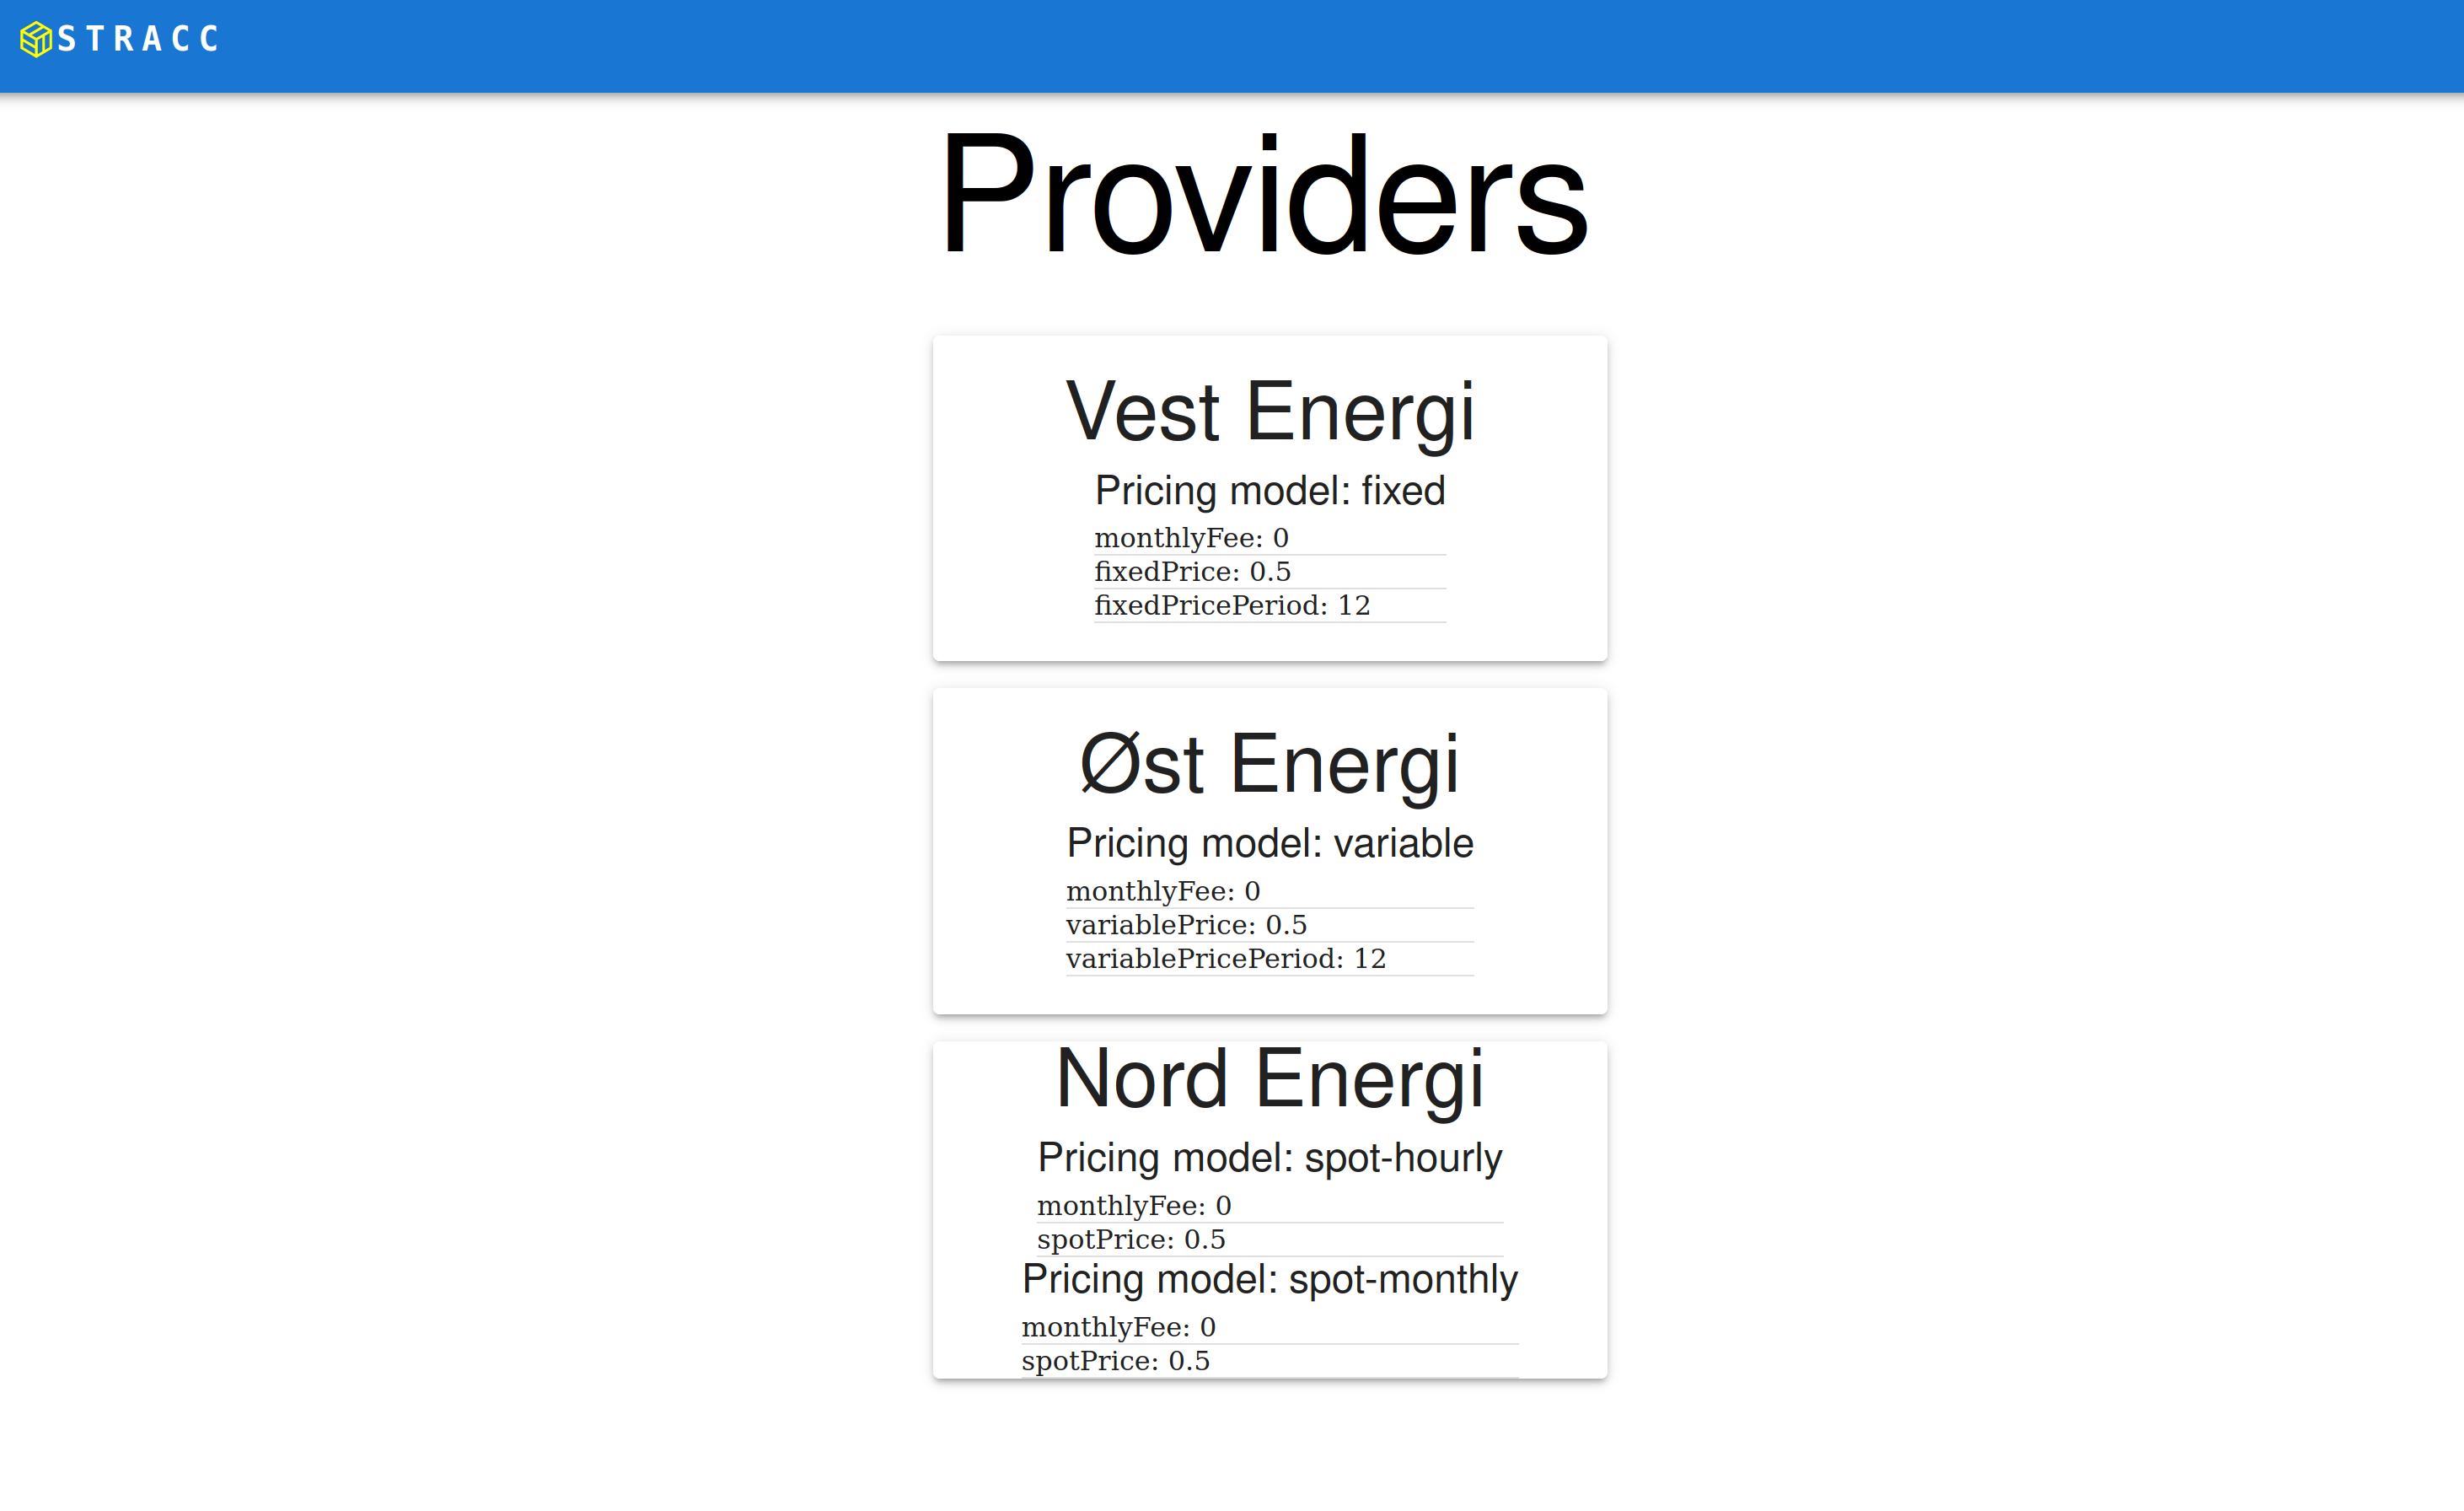 STRACC
Providers
Vest Energi
Pricing model: fixed
monthlyFee: 0
fixedPrice: 0.5
fixedPricePeriod: 12
Øst Energi
Pricing model: variable
monthlyFee: 0
variablePrice: 0.5
variablePricePeriod: 12
Nord Energi
Pricing model: spot-hourly
monthlyFee: 0
spotPrice: 0.5
Pricing model: spot-monthly
monthlyFee: 0
spotPrice: 0.5